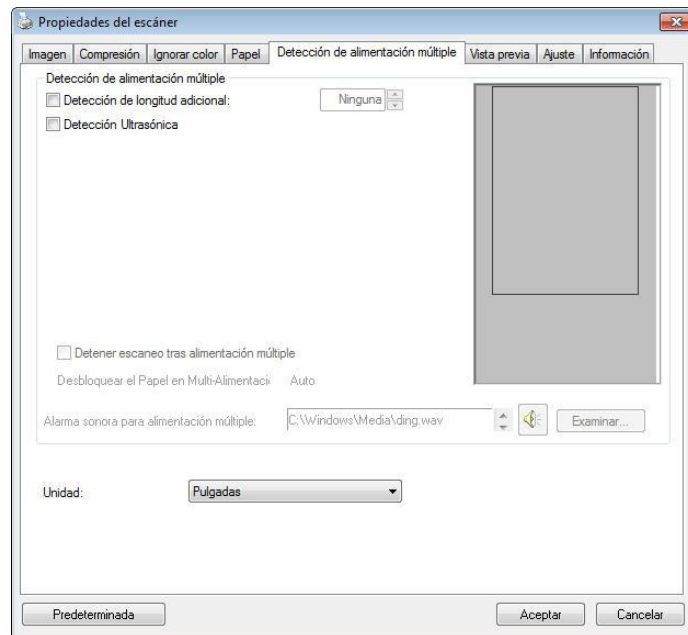 Propiedades del escáner
Imagen Compresión Ignorar color Papel Detección de alimentación múltiple Vista previa Ajuste Información
Detección de alimentación múltiple
Detección de longitud adicional: Ninguna
Detección Ultrasónica
Detener escaneo tras alimentación múltiple
Desbloquear el Papel en Multi-Alimentaci Auto
Alarma sonora para alimentación múltiple: C:\Windows\Media\ding.wav Examinar...
Unidad: Pulgadas
Predeterminada Aceptar Cancelar